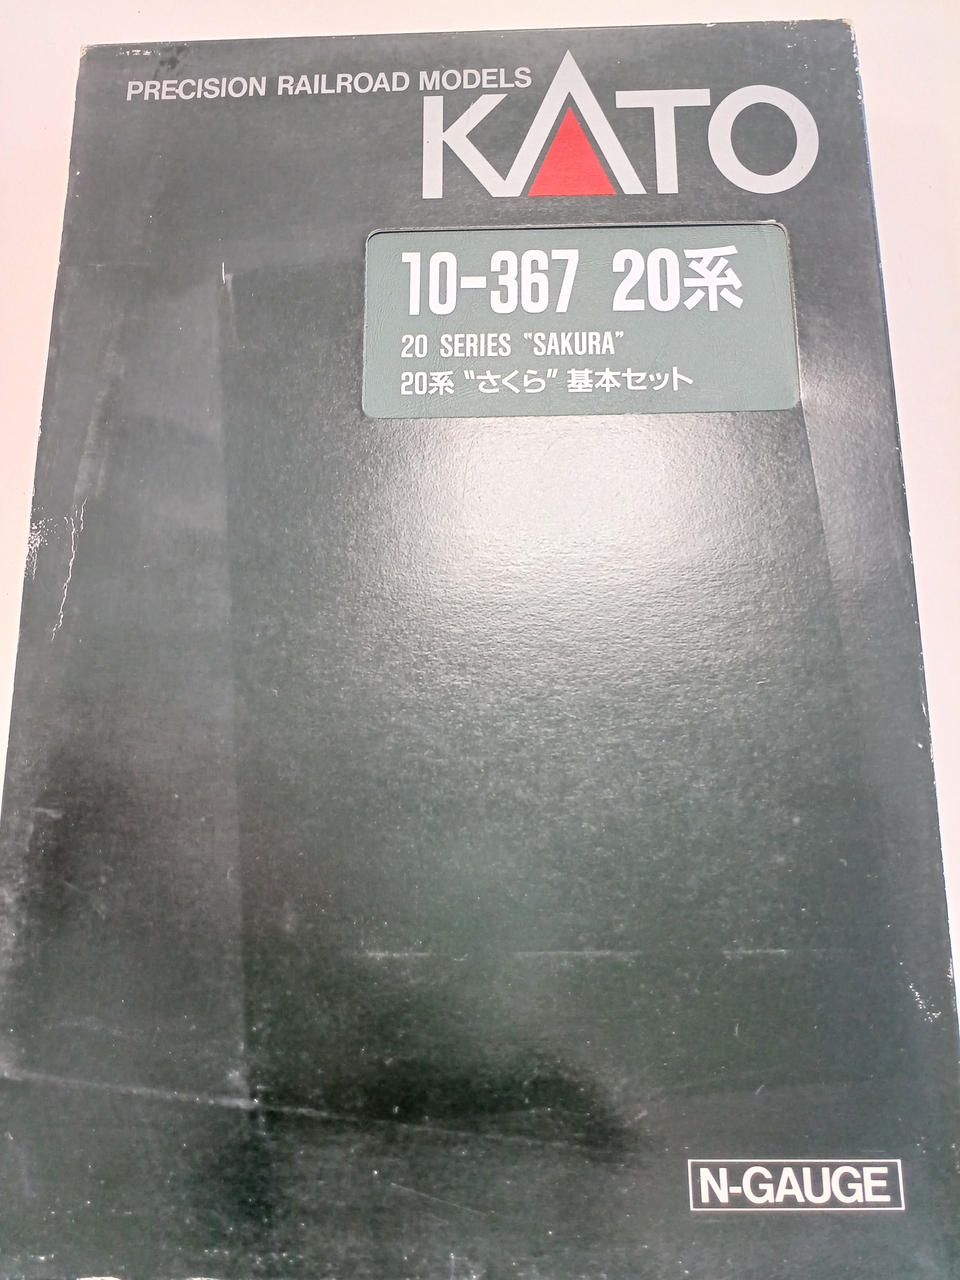 PRECISION RAILROAD MODELS
KATO
10-367 20系
20 SERIES "SAKURA"
20系 "さくら" 基本セット
N-GAUGE